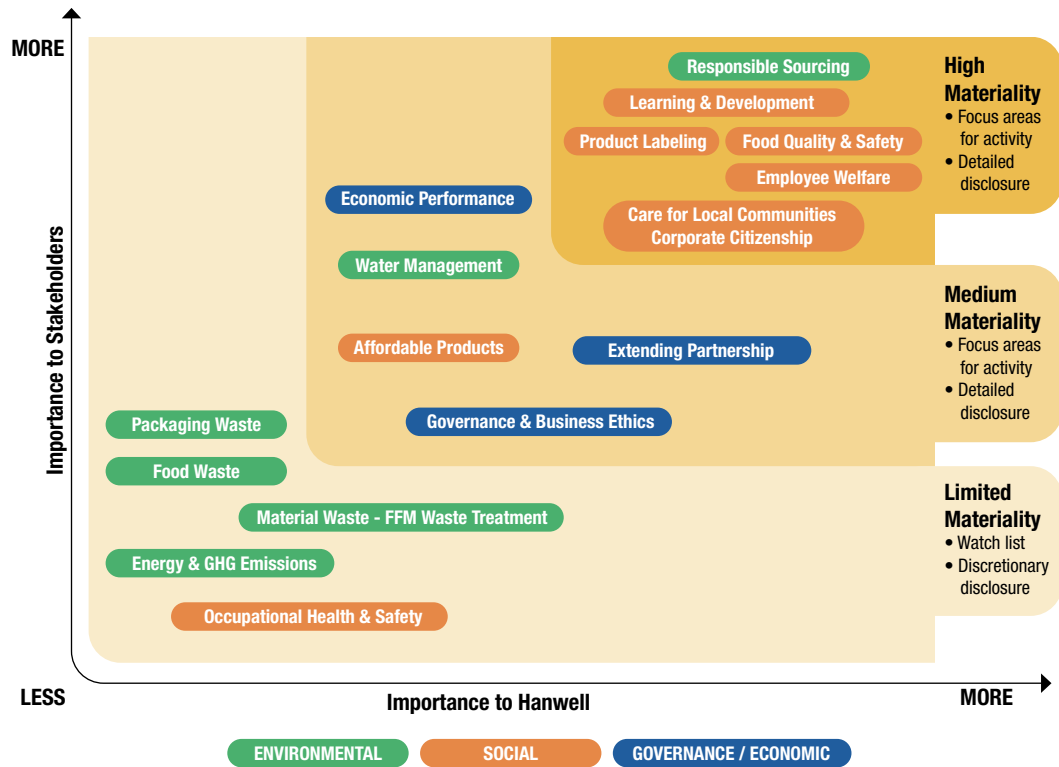 MORE
Importance to Stakeholders
Responsible Sourcing
Learning & Development
Product Labeling
Food Quality & Safety
Employee Welfare
Economic Performance
Care for Local Communities
Corporate Citizenship
Water Management
Affordable Products
Extending Partnership
Governance & Business Ethics
Packaging Waste
Food Waste
Material Waste - FFM Waste Treatment
Energy & GHG Emissions
Occupational Health & Safety
High
Materiality
• Focus areas
for activity
• Detailed
disclosure
Medium
Materiality
• Focus areas
for activity
• Detailed
disclosure
Limited
Materiality
• Watch list
• Discretionary
disclosure
LESS
Importance to Hanwell
MORE
ENVIRONMENTAL
SOCIAL
GOVERNANCE / ECONOMIC